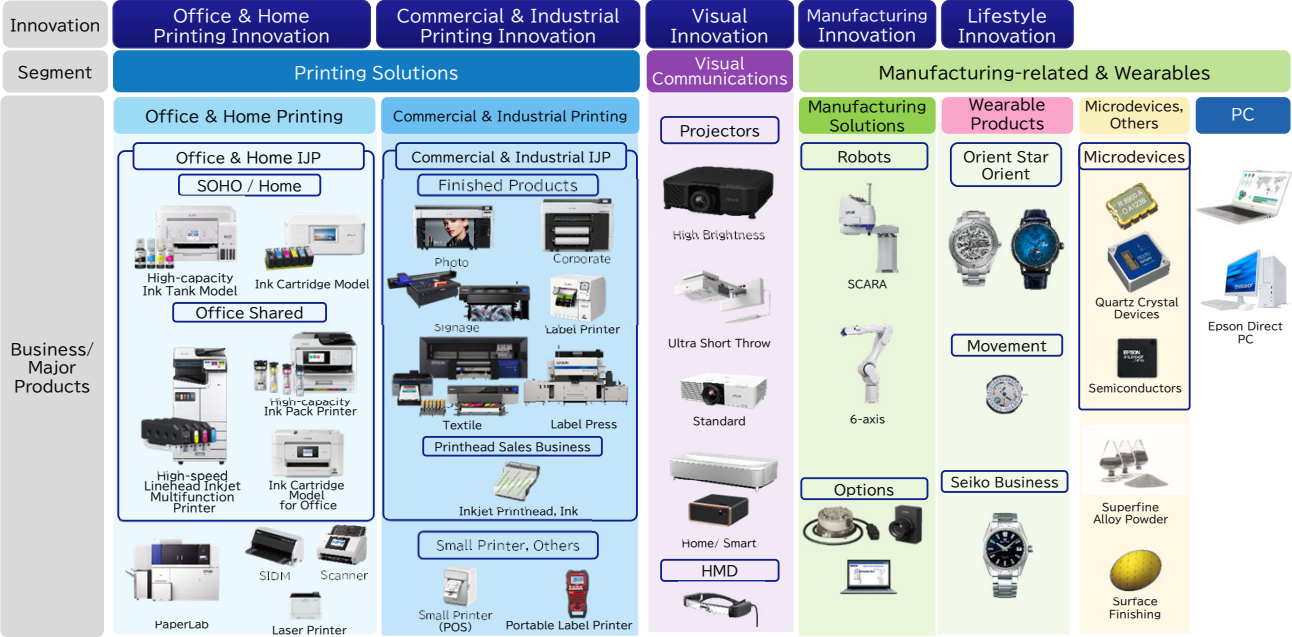 Innovation
Office & Home
Printing Innovation
Commercial & Industrial
Printing Innovation
Visual
Innovation
Manufacturing
Innovation
Lifestyle
Innovation
Segment
Printing Solutions
Visual
Communications
Manufacturing-related & Wearables
Business/
Major
Products
Office & Home Printing
Office & Home IJP
SOHO / Home
High-capacity
Ink Tank Model
Ink Cartridge Model
Office Shared
High-capacity
Ink Pack Printer
High-speed
Linehead Inkjet
Multifunction
Printer
Ink Cartridge
Model
for Office
PaperLab
SIDM
Scanner
Laser Printer
Commercial & Industrial Printing
Commercial & Industrial IJP
Finished Products
Photo
Corporate
Signage
Label Printer
Textile
Label Press
Printhead Sales Business
Inkjet Printhead, Ink
Small Printer, Others
Small Printer
(POS)
Portable Label Printer
Projectors
High Brightness
Ultra Short Throw
Standard
Home/ Smart
HMD
Manufacturing
Solutions
Robots
SCARA
6-axis
Options
Wearable
Products
Orient Star
Orient
Movement
Seiko Business
Microdevices,
Others
Microdevices
R 8900 A
D A123B
Quartz Crystal
Devices
EPSON
Semiconductors
Superfine
Alloy Powder
Surface
Finishing
PC
Epson Direct
PC